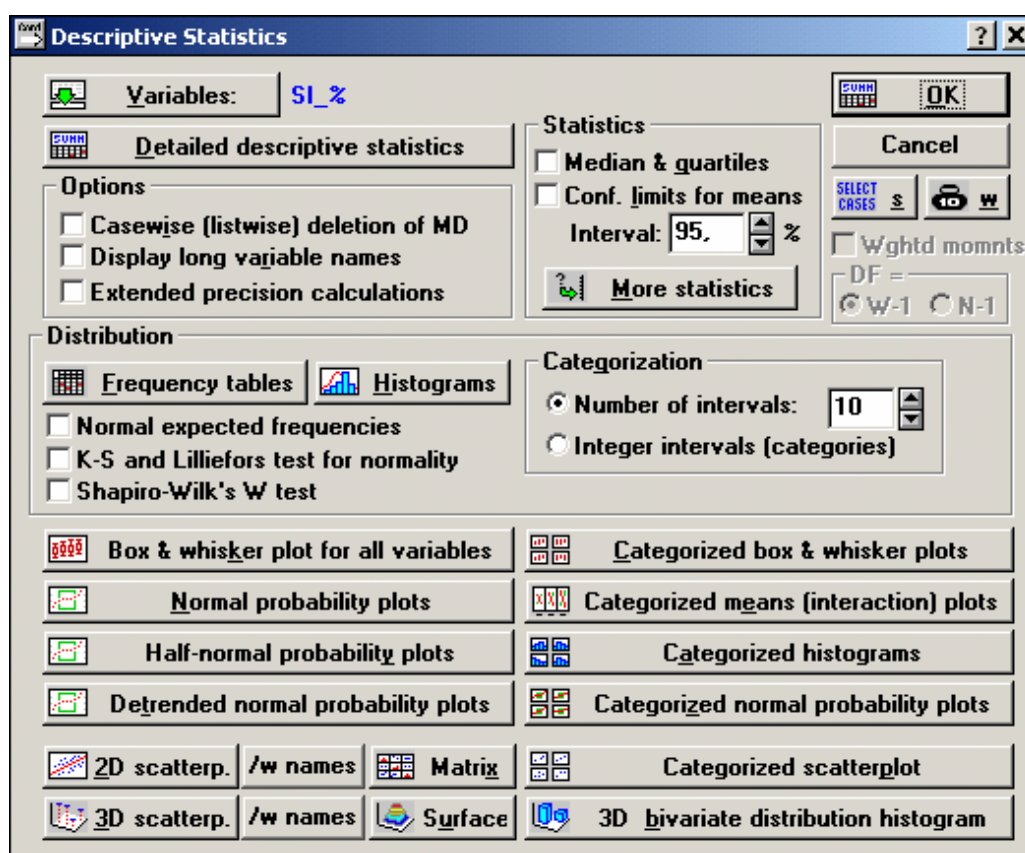 Descriptive Statistics
Variables: SI_%
Detailed descriptive statistics
Options
Casewise (listwise) deletion of MD
Display long variable names
Extended precision calculations
Statistics
Median & quartiles
Conf. limits for means
Interval: 95, %
More statistics
SUMM OK
Cancel
SELECT CASES S
W
Wghtd momnts
DF =
W-1 N-1
Distribution
Frequency tables
Histograms
Normal expected frequencies
K-S and Lilliefors test for normality
Shapiro-Wilk's W test
Categorization
Number of intervals: 10
Integer intervals (categories)
Box & whisker plot for all variables
Categorized box & whisker plots
Normal probability plots
Categorized means (interaction) plots
Half-normal probability plots
Categorized histograms
Detrended normal probability plots
Categorized normal probability plots
2D scatterp. /w names Matrix
Categorized scatterplot
3D scatterp. /w names Surface
3D bivariate distribution histogram